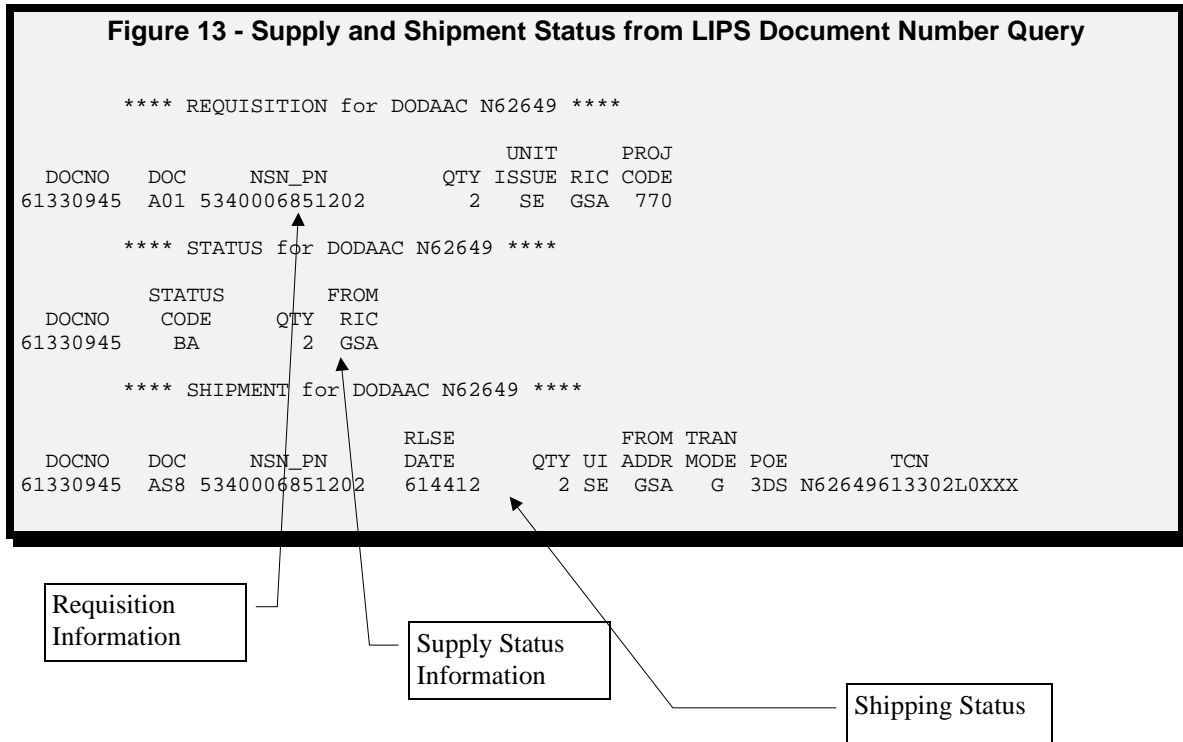 Figure 13 - Supply and Shipment Status from LIPS Document Number Query
**** REQUISITION for DODAAC N62649 ****
UNIT PROJ
DOCNO DOC NSN_PN QTY ISSUE RIC CODE
61330945 A01 5340006851202 2 SE GSA 770
**** STATUS for DODAAC N62649 ****
STATUS FROM
DOCNO CODE QTY RIC
61330945 BA 2 GSA
**** SHIPMENT for DODAAC N62649 ****
RLSE FROM TRAN
DOCNO DOC NSN_PN DATE QTY UI ADDR MODE POE TCN
61330945 AS8 5340006851202 614412 2 SE GSA G 3DS N62649613302L0XXX
Requisition
Information
Supply Status
Information
Shipping Status